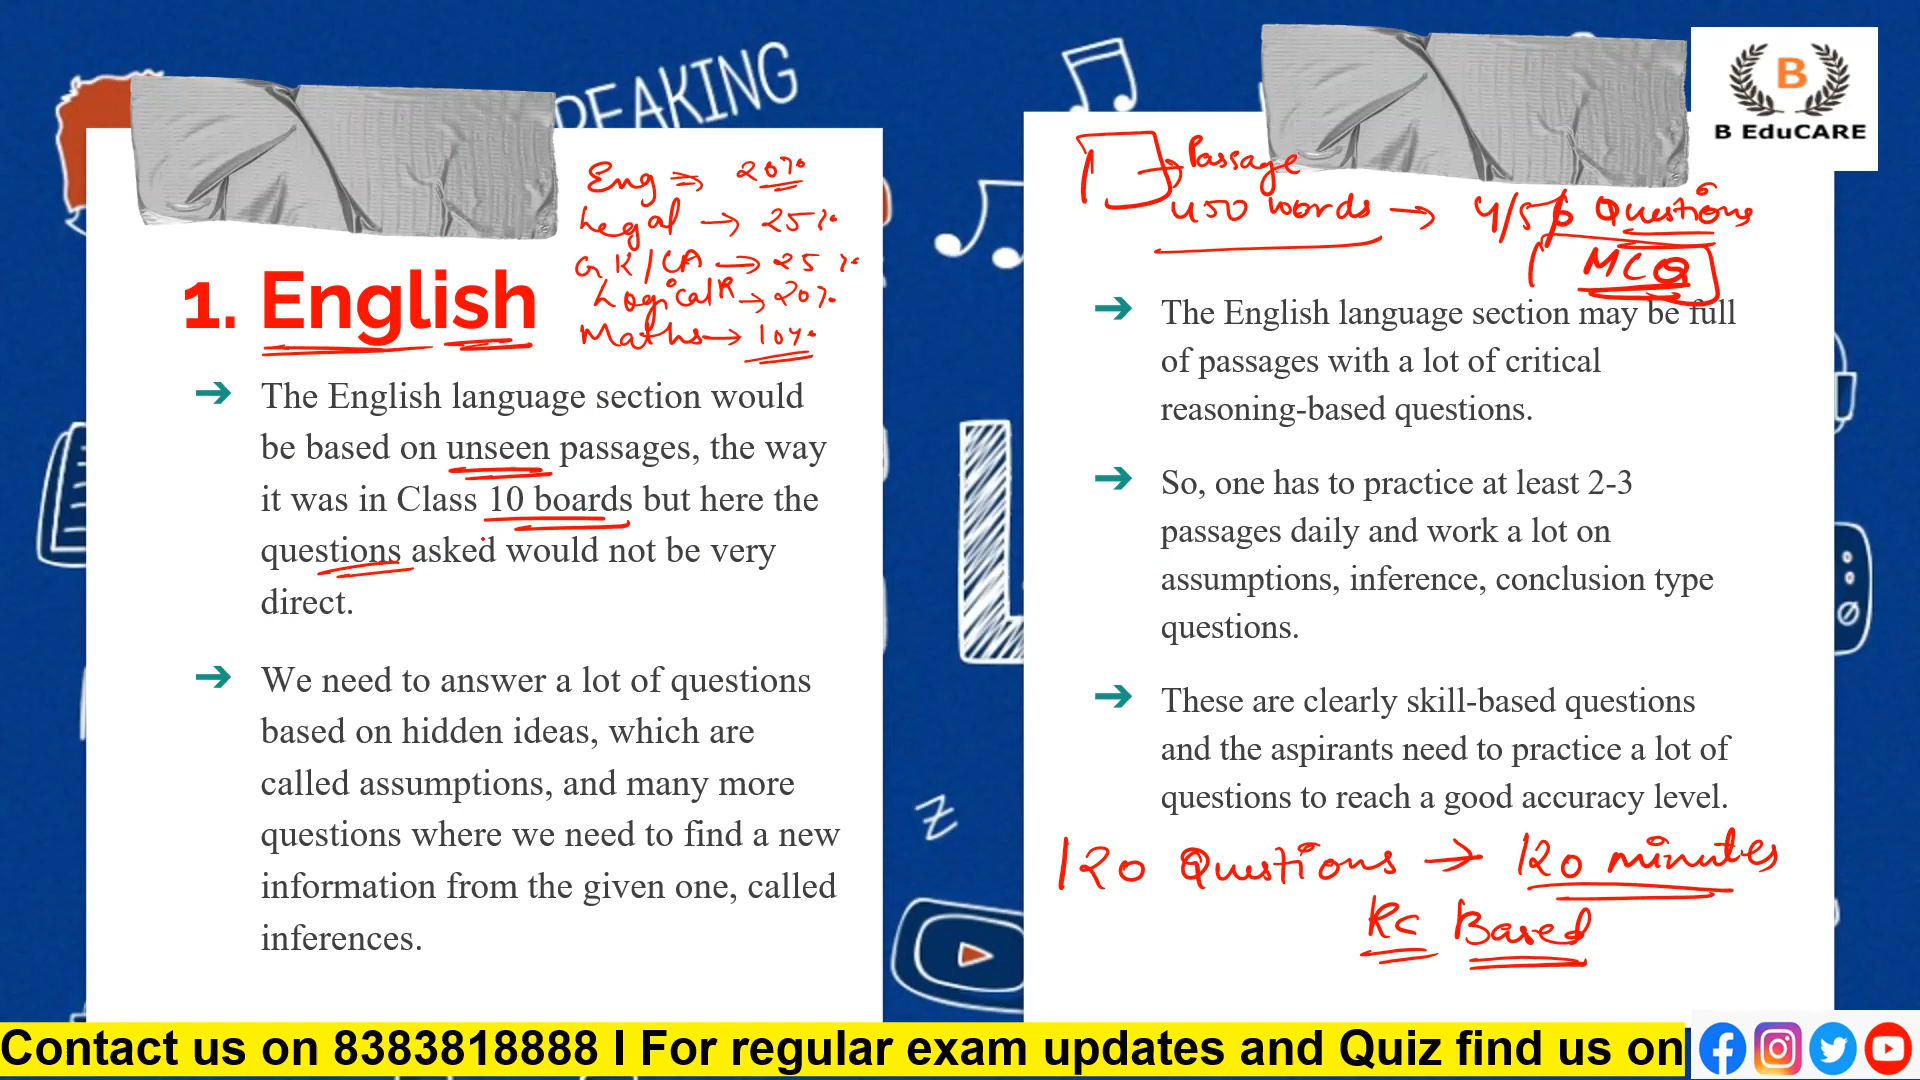 PEAKING
B
B EduCARE
Eng ⇒ 20%
Legal → 25%
GK/CA → 25%
Logical R → 20%
Maths → 10%
1. English
➔ The English language section would
be based on unseen passages, the way
it was in Class 10 boards but here the
questions asked would not be very
direct.
➔ We need to answer a lot of questions
based on hidden ideas, which are
called assumptions, and many more
questions where we need to find a new
information from the given one, called
inferences.
→ Passage
450 words → 4/5/6 Questions
MCQ
➔ The English language section may be full
of passages with a lot of critical
reasoning-based questions.
➔ So, one has to practice at least 2-3
passages daily and work a lot on
assumptions, inference, conclusion type
questions.
➔ These are clearly skill-based questions
and the aspirants need to practice a lot of
questions to reach a good accuracy level.
120 Questions → 120 minutes
RC Based
Contact us on 8383818888 I For regular exam updates and Quiz find us on